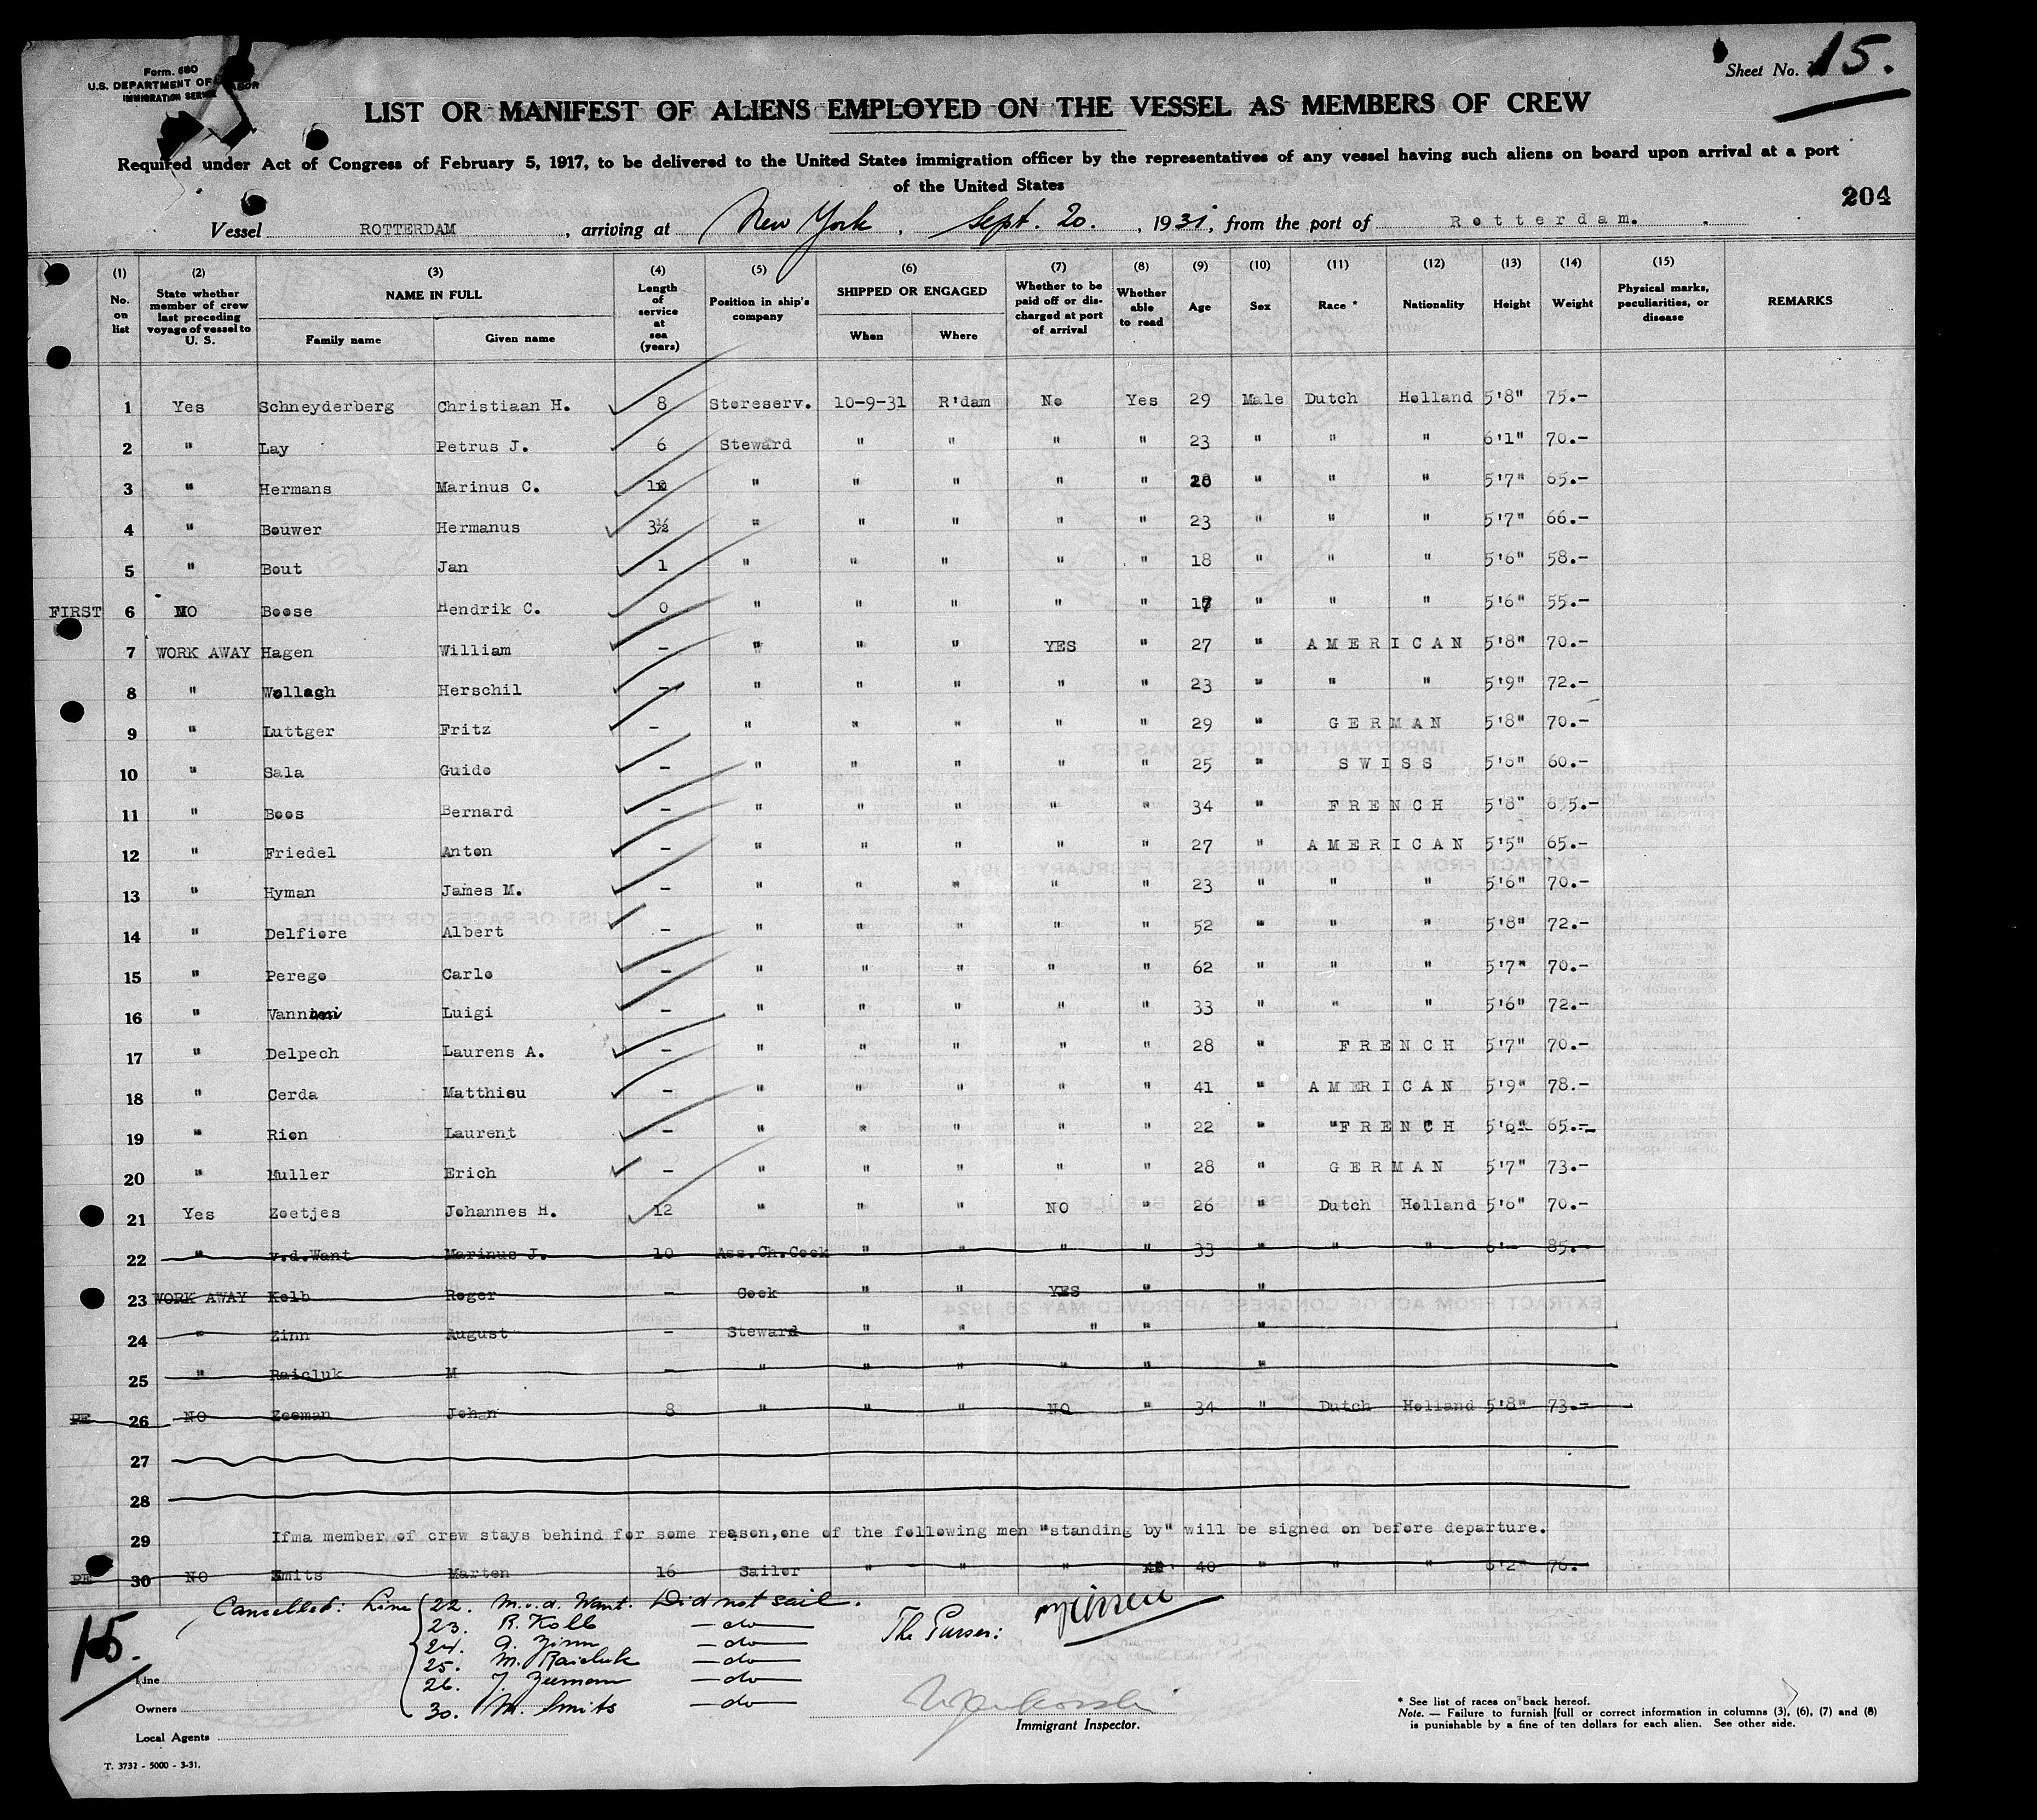 Form. 680
U.S. DEPARTMENT OF LABOR
IMMIGRATION SERVICE
Sheet No. 15.
LIST OR MANIFEST OF ALIENS EMPLOYED ON THE VESSEL AS MEMBERS OF CREW
Required under Act of Congress of February 5, 1917, to be delivered to the United States immigration officer by the representatives of any vessel having such aliens on board upon arrival at a port
of the United States
204
Vessel ROTTERDAM, arriving at New York, Sept. 20., 1931, from the port of Rotterdam.
(1) (2) (3) (4) (5) (6) (7) (8) (9) (10) (11) (12) (13) (14) (15)
No. on list State whether member of crew last preceding voyage of vessel to U. S. NAME IN FULL Family name Given name Length of service at sea (years) Position in ship's company SHIPPED OR ENGAGED When Where Whether to be paid off or discharged at port of arrival Whether able to read Age Sex Race * Nationality Height Weight Physical marks, peculiarities, or disease REMARKS
1 Yes Schneyderberg Christiaan H. 8 Storeserv. 10-9-31 R'dam No Yes 29 Male Dutch Holland 5'8" 75.-
2 " Lay Petrus J. 6 Steward " " " " 23 " " " 6'1" 70.-
3 " Hermans Marinus C. " " " " " " " " 5'7" 65.-
4 " Bouwer Hermanus 3½ " " " " " 23 " " " 5'7" 66.-
5 " Bout Jan 1 " " " " " 18 " " " 5'6" 58.-
FIRST 6 NO Boese Hendrik C. 0 " " " " " 17 " " " 5'6" 55.-
7 WORK AWAY Hagen William - " " " YES " 27 " AMERICAN 5'8" 70.-
8 " Wollach Herschil - " " " " " 23 " " " 5'9" 72.-
9 " Luttger Fritz - " " " " " 29 " GERMAN 5'8" 70.-
10 " Sala Guido - " " " " " 25 " SWISS 5'6" 60.-
11 " Boos Bernard - " " " " " 34 " FRENCH 5'8"
12 " Friedel Anton - " " " " " 27 " AMERICAN 5'5" 65.-
13 " Hyman James M. - " " " " " 23 " " " 5'6" 70.-
14 " Delfiore Albert - " " " " " 52 " " " 5'8" 72.-
15 " Perego Carlo - " " " " " 62 " " " 5'7" 70.-
16 " Vannini Luigi - " " " " " 33 " " " 5'6" 72.-
17 " Delpech Laurens A. - " " " " " 28 " FRENCH 5'7" 70.-
18 " Cerda Matthieu - " " " " " 41 " AMERICAN 5'9" 78.-
19 " Rion Laurent - " " " " " 22 " "FRENCH 5'6" 65.-
20 " Muller Erich - " " " " " 28 " GERMAN 5'7" 73.-
21 Yes Zoetjes Johannes H. 12 " " " NO " 26 " Dutch Holland 5'6" 70.-
22 " v.d.Want Marinus J. 10 Ass.Ch.Cook " " " " 33 " " " 6'- 85.-
23 WORK AWAY Kolb Roger - Cook " " YES " "
24 " Zinn August - Steward " " " " "
25 " Raicluk M - " " " " " "
PE 26 NO Zeeman Johan 8 " " " NO " 34 " Dutch Holland 5'8" 73.-
27
28
29 Ifma member of crew stays behind for some reason,one of the following men "standing by" will be signed on before departure.
PE 30 NO Smits Marten 16 Sailor " " " 40 " " " 6'2" 76.-
Cancelled: Line 22. M.v.d. Want. Did not sail.
23. R. Kolb — do —
24. A. Zinn — do —
25. M. Raicluk — do —
26. J. Zeeman — do —
30. M. Smits — do
The Purser:
15.
Line
Owners
Local Agents
Immigrant Inspector.
* See list of races on back hereof.
Note. — Failure to furnish full or correct information in columns (3), (6), (7) and (8)
is punishable by a fine of ten dollars for each alien. See other side.
T. 3732 - 5000 - 3-31.